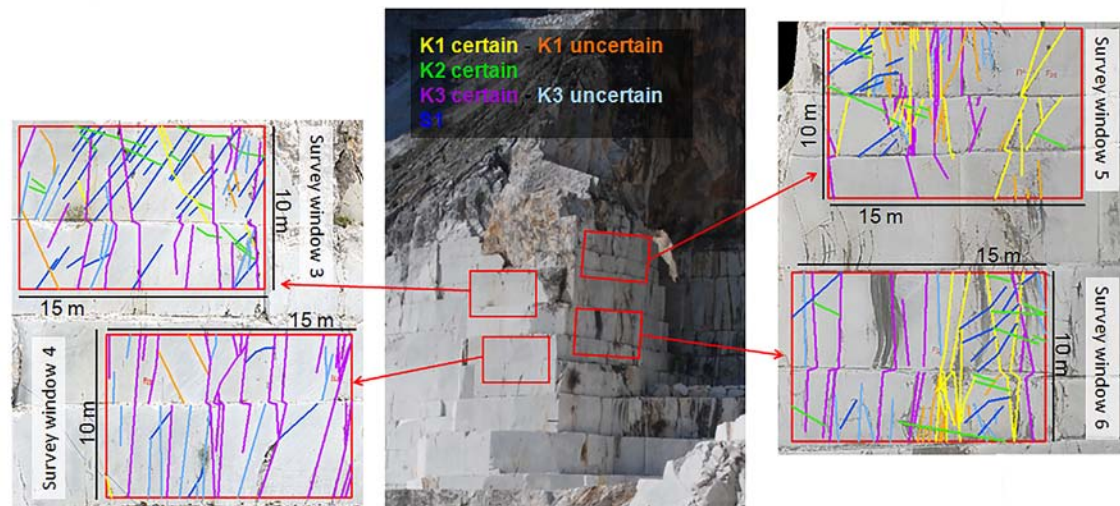 K1 certain - K1 uncertain
K2 certain
K3 certain - K3 uncertain
S1
Survey window 3
10 m
15 m
Survey window 4
15 m
10 m
Survey window 5
10 m
15 m
Survey window 6
15 m
10 m